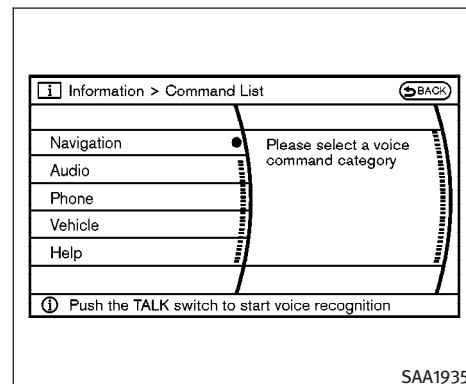 i Information > Command List
BACK
Navigation
Please select a voice
command category
Audio
Phone
Vehicle
Help
i Push the TALK switch to start voice recognition
SAA1935